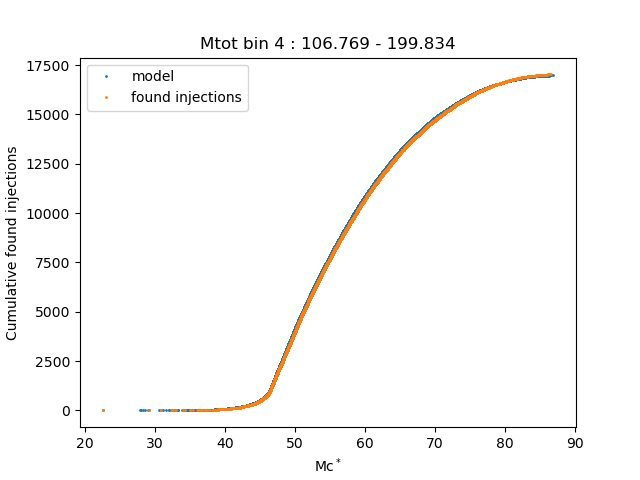 Mtot bin 4 : 106.769 - 199.834
model
found injections
Cumulative found injections
17500
15000
12500
10000
7500
5000
2500
0
20 30 40 50 60 70 80 90
Mc*